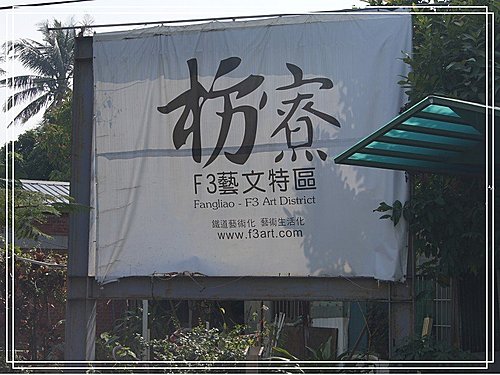 枋寮
F3藝文特區
Fangliao - F3 Art District
鐵道藝術化 藝術生活化
www.f3art.com